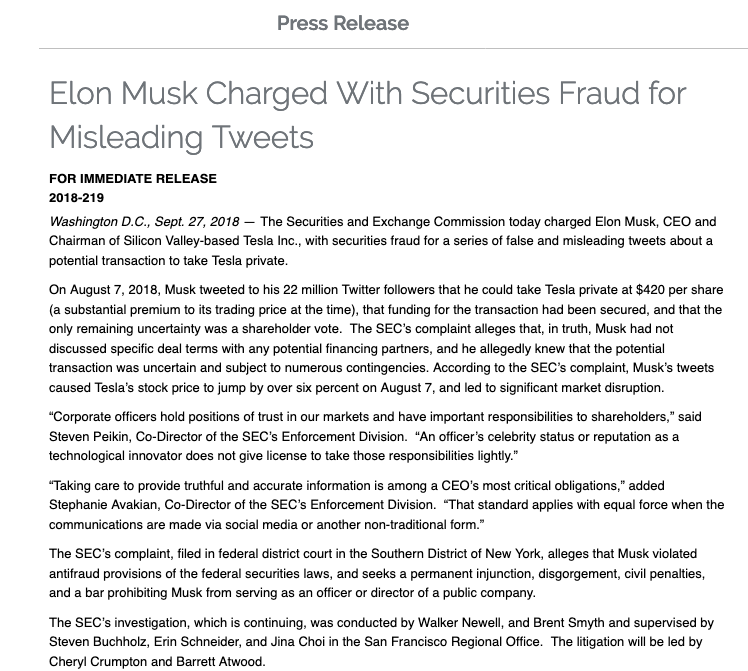 Press Release
Elon Musk Charged With Securities Fraud for
Misleading Tweets
FOR IMMEDIATE RELEASE
2018-219
Washington D.C., Sept. 27, 2018 — The Securities and Exchange Commission today charged Elon Musk, CEO and
Chairman of Silicon Valley-based Tesla Inc., with securities fraud for a series of false and misleading tweets about a
potential transaction to take Tesla private.
On August 7, 2018, Musk tweeted to his 22 million Twitter followers that he could take Tesla private at $420 per share
(a substantial premium to its trading price at the time), that funding for the transaction had been secured, and that the
only remaining uncertainty was a shareholder vote.  The SEC’s complaint alleges that, in truth, Musk had not
discussed specific deal terms with any potential financing partners, and he allegedly knew that the potential
transaction was uncertain and subject to numerous contingencies. According to the SEC’s complaint, Musk’s tweets
caused Tesla’s stock price to jump by over six percent on August 7, and led to significant market disruption.
“Corporate officers hold positions of trust in our markets and have important responsibilities to shareholders,” said
Steven Peikin, Co-Director of the SEC’s Enforcement Division.  “An officer’s celebrity status or reputation as a
technological innovator does not give license to take those responsibilities lightly.”
“Taking care to provide truthful and accurate information is among a CEO’s most critical obligations,” added
Stephanie Avakian, Co-Director of the SEC’s Enforcement Division.  “That standard applies with equal force when the
communications are made via social media or another non-traditional form.”
The SEC’s complaint, filed in federal district court in the Southern District of New York, alleges that Musk violated
antifraud provisions of the federal securities laws, and seeks a permanent injunction, disgorgement, civil penalties,
and a bar prohibiting Musk from serving as an officer or director of a public company.
The SEC’s investigation, which is continuing, was conducted by Walker Newell, and Brent Smyth and supervised by
Steven Buchholz, Erin Schneider, and Jina Choi in the San Francisco Regional Office.  The litigation will be led by
Cheryl Crumpton and Barrett Atwood.